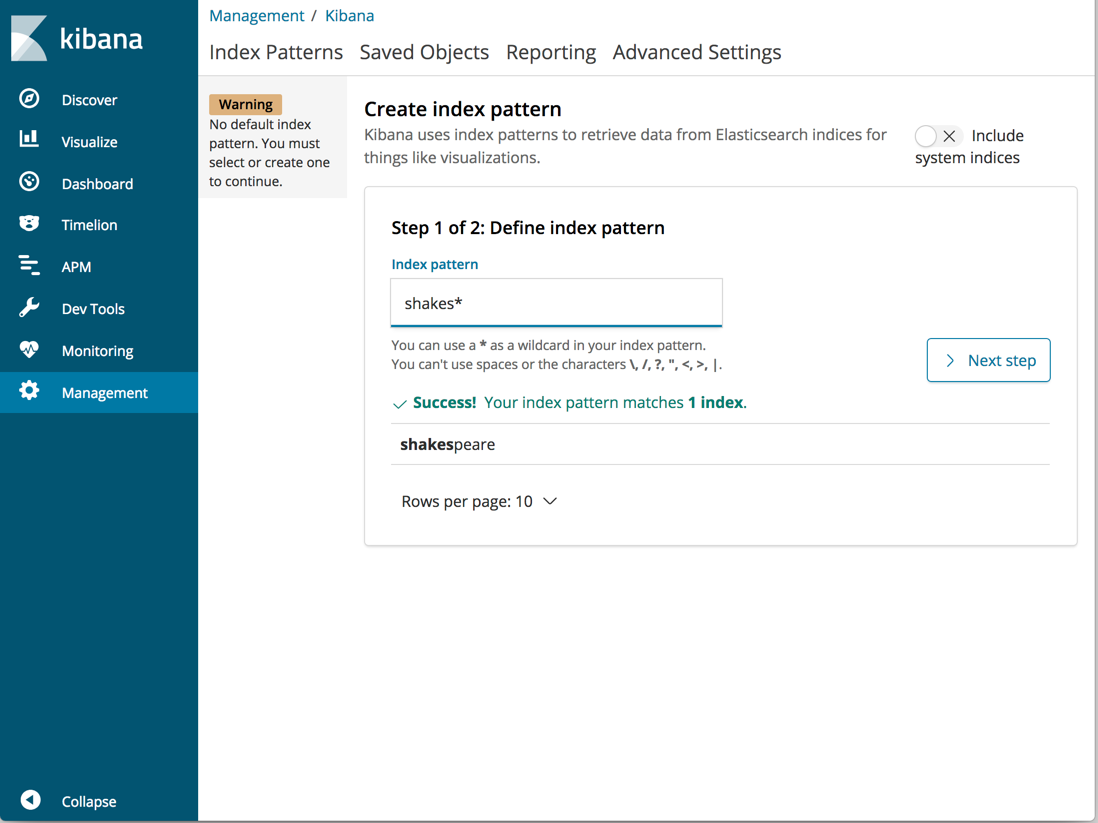 kibana
Discover
Visualize
Dashboard
Timelion
APM
Dev Tools
Monitoring
Management
Collapse
Management / Kibana
Index Patterns Saved Objects Reporting Advanced Settings
Warning
No default index
pattern. You must
select or create one
to continue.
Create index pattern
Kibana uses index patterns to retrieve data from Elasticsearch indices for
things like visualizations.
Include
system indices
Step 1 of 2: Define index pattern
Index pattern
shakes*
You can use a * as a wildcard in your index pattern.
You can't use spaces or the characters \, /, ?, ", <, >, |.
Next step
Success! Your index pattern matches 1 index.
shakespeare
Rows per page: 10